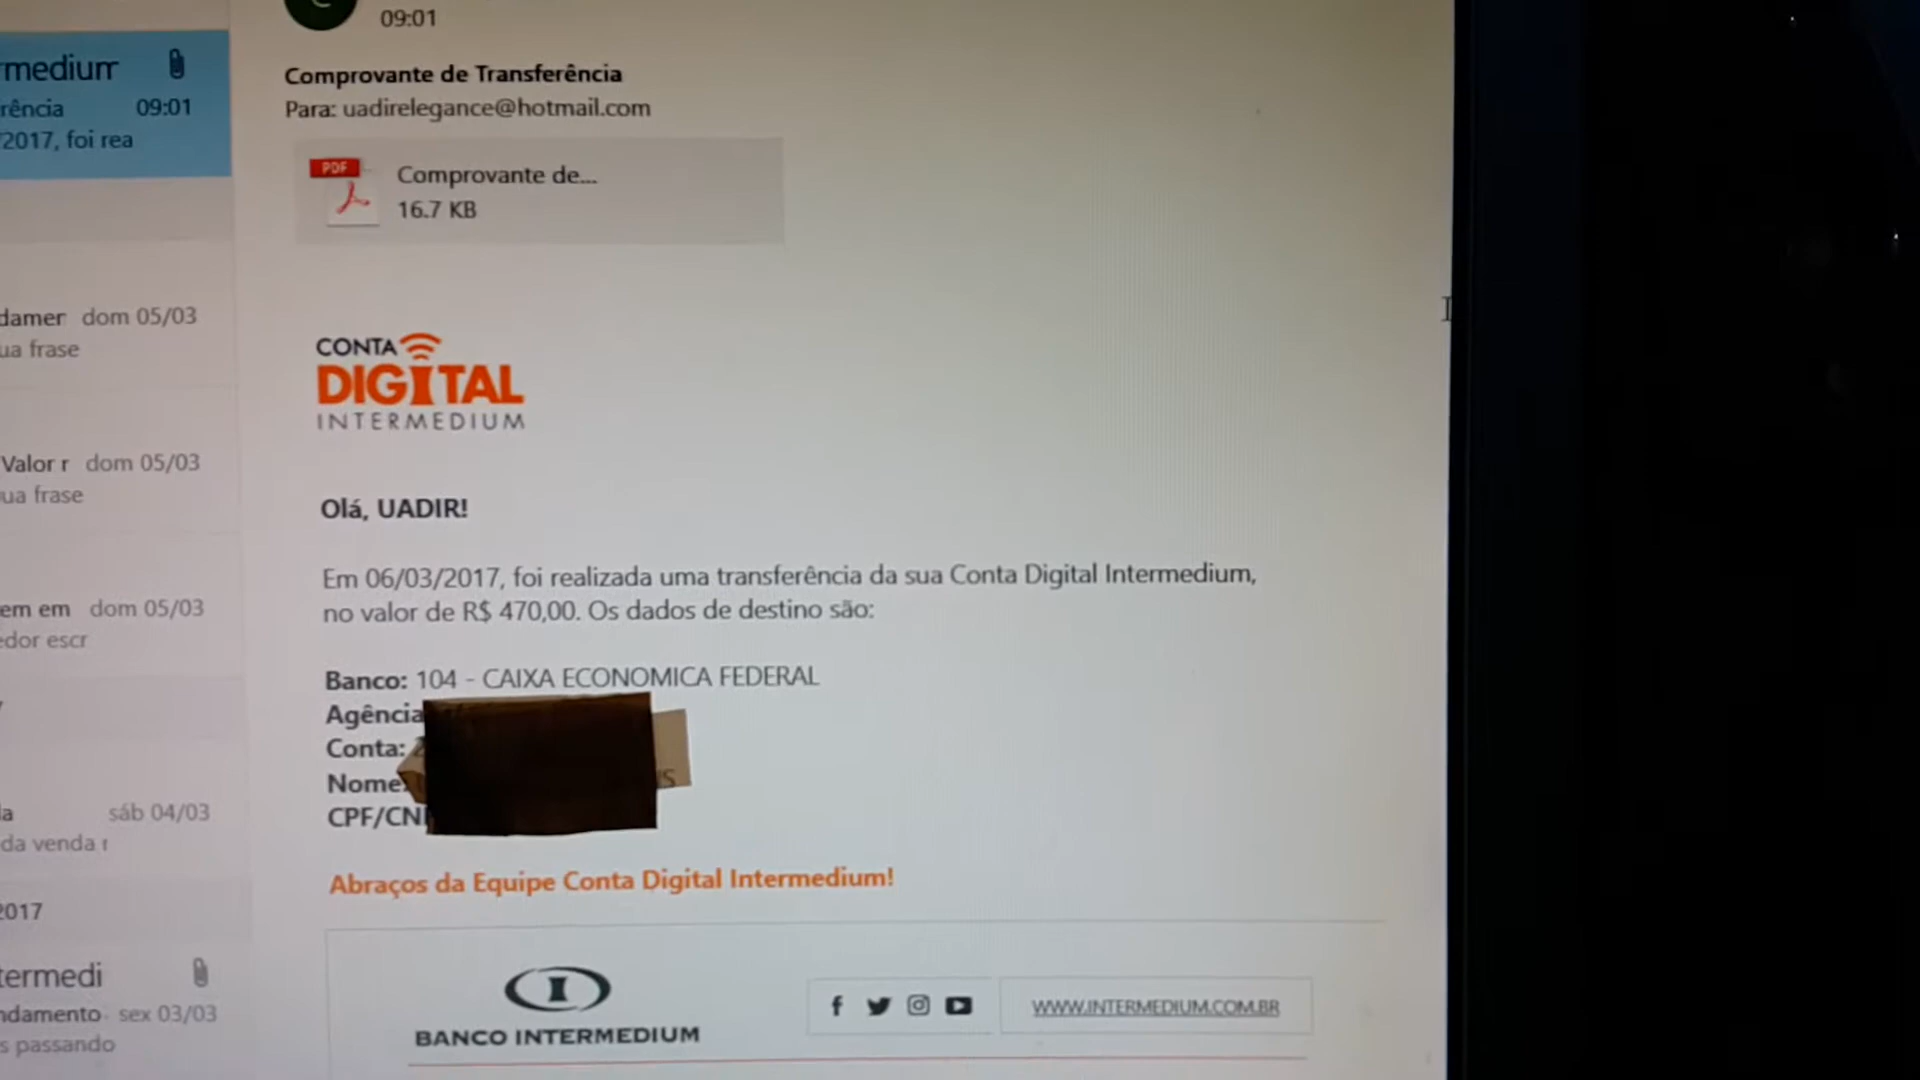 09:01
rmedium
rência 09:01
/2017, foi rea
damer dom 05/03
ua frase
Valor r dom 05/03
ua frase
em em dom 05/03
edor escr
la sáb 04/03
da venda r
2017
termedi
ndamento sex 03/03
s passando
Comprovante de Transferência
Para: uadirelegance@hotmail.com
PDF
Comprovante de...
16.7 KB
CONTA
DIGITAL
INTERMEDIUM
Olá, UADIR!
Em 06/03/2017, foi realizada uma transferência da sua Conta Digital Intermedium,
no valor de R$ 470,00. Os dados de destino são:
Banco: 104 - CAIXA ECONOMICA FEDERAL
Agência
Conta:
Nome:
CPF/CN
Abraços da Equipe Conta Digital Intermedium!
BANCO INTERMEDIUM
WWW.INTERMEDIUM.COM.BR